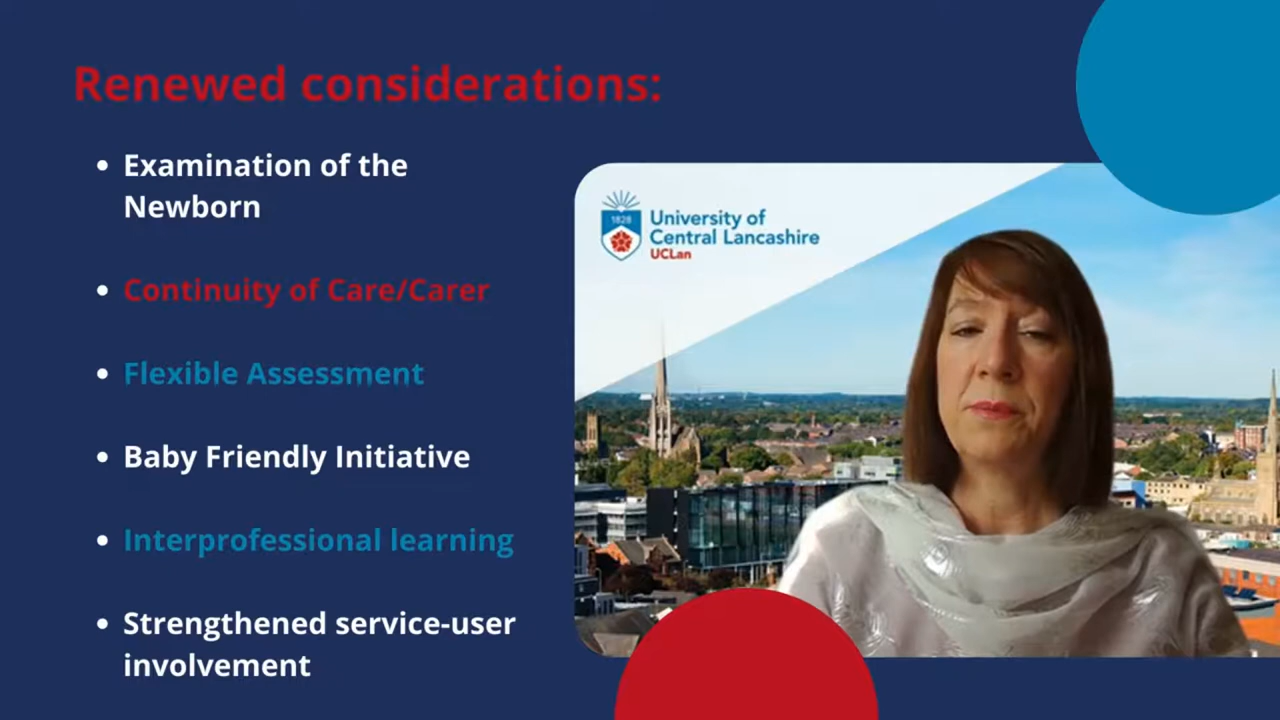 Renewed considerations:
Examination of the
Newborn
Continuity of Care/Carer
Flexible Assessment
Baby Friendly Initiative
Interprofessional learning
Strengthened service-user
involvement
1828
University of
Central Lancashire
UCLan